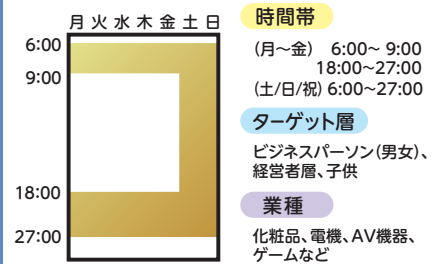 月 火 水 木 金 土 日
6:00
9:00
18:00
27:00
時間帯
(月〜金) 6:00〜 9:00
18:00〜27:00
(土/日/祝) 6:00〜27:00
ターゲット層
ビジネスパーソン(男女)、
経営者層、子供
業種
化粧品、電機、AV機器、
ゲームなど